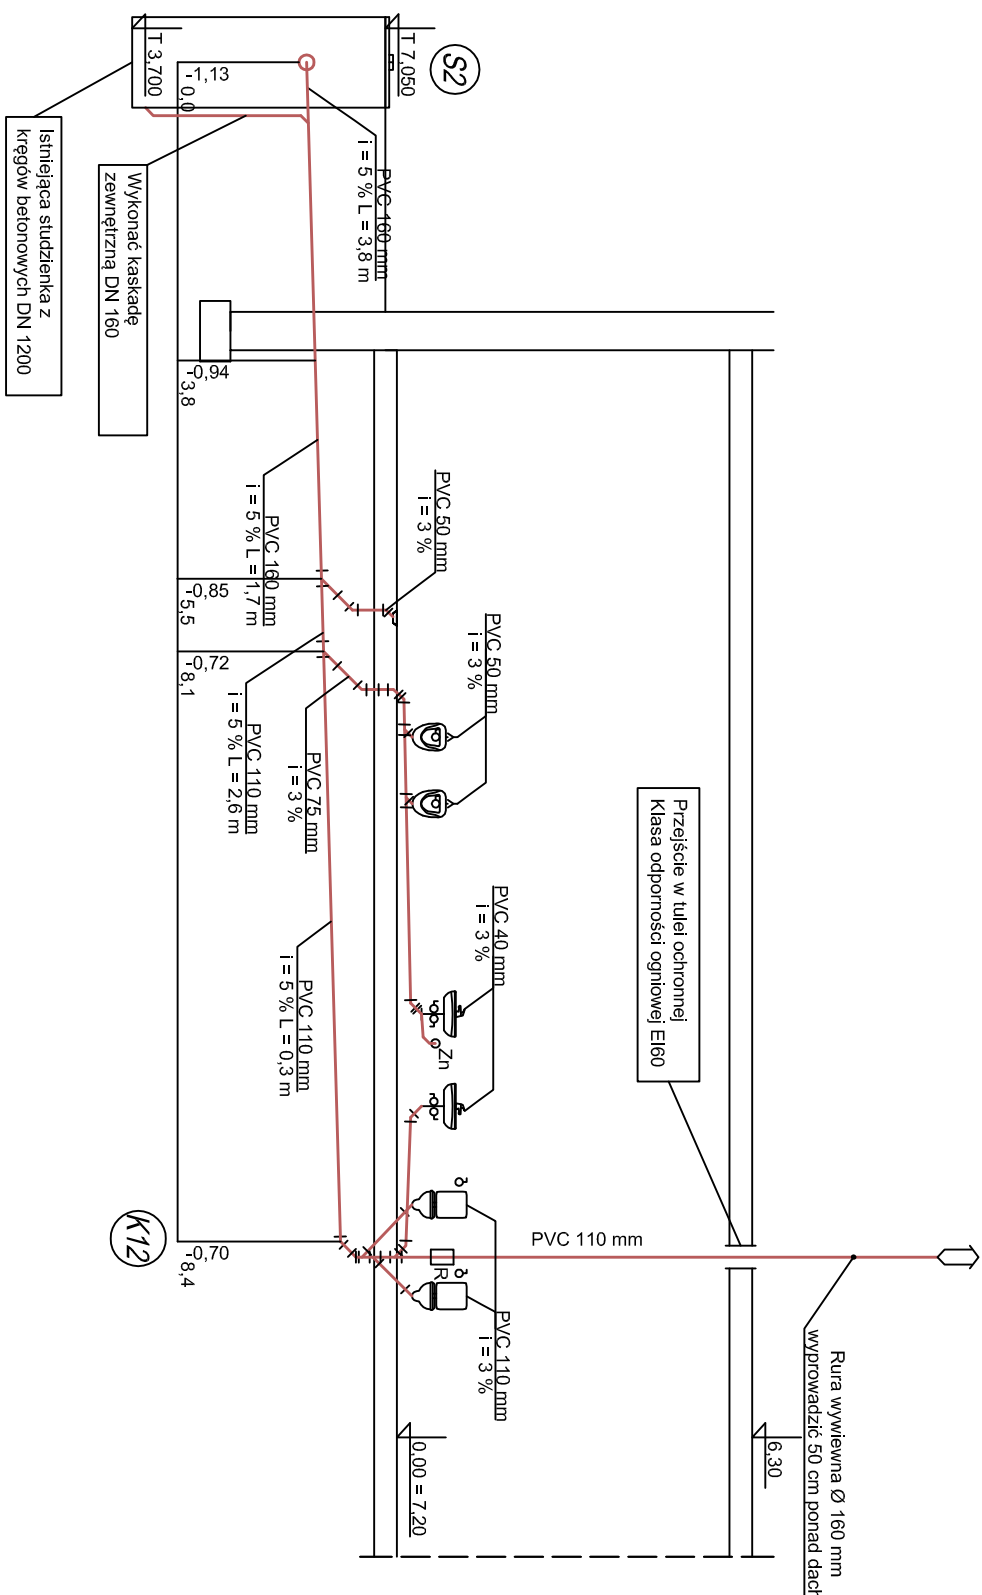 S2
T 7,050
T 3,700
-1,13
0,0
PVC 160 mm
i = 5 % L = 3,8 m
Wykonać kaskadę
zewnętrzną DN 160
Istniejąca studzienka z
kręgów betonowych DN 1200
-0,94
3,8
PVC 160 mm
i = 5 % L = 1,7 m
PVC 50 mm
i = 3 %
-0,85
5,5
-0,72
8,1
PVC 110 mm
i = 5 % L = 2,6 m
PVC 75 mm
i = 3 %
PVC 50 mm
i = 3 %
PVC 40 mm
i = 3 %
Zn
PVC 110 mm
i = 5 % L = 0,3 m
Przejście w tulei ochronnej
Klasa odporności ogniowej EI60
K12
-0,70
8,4
R
PVC 110 mm
PVC 110 mm
i = 3 %
Rura wywiewna Ø 160 mm
wyprowadzić 50 cm ponad dach
6,30
0,00 = 7,20